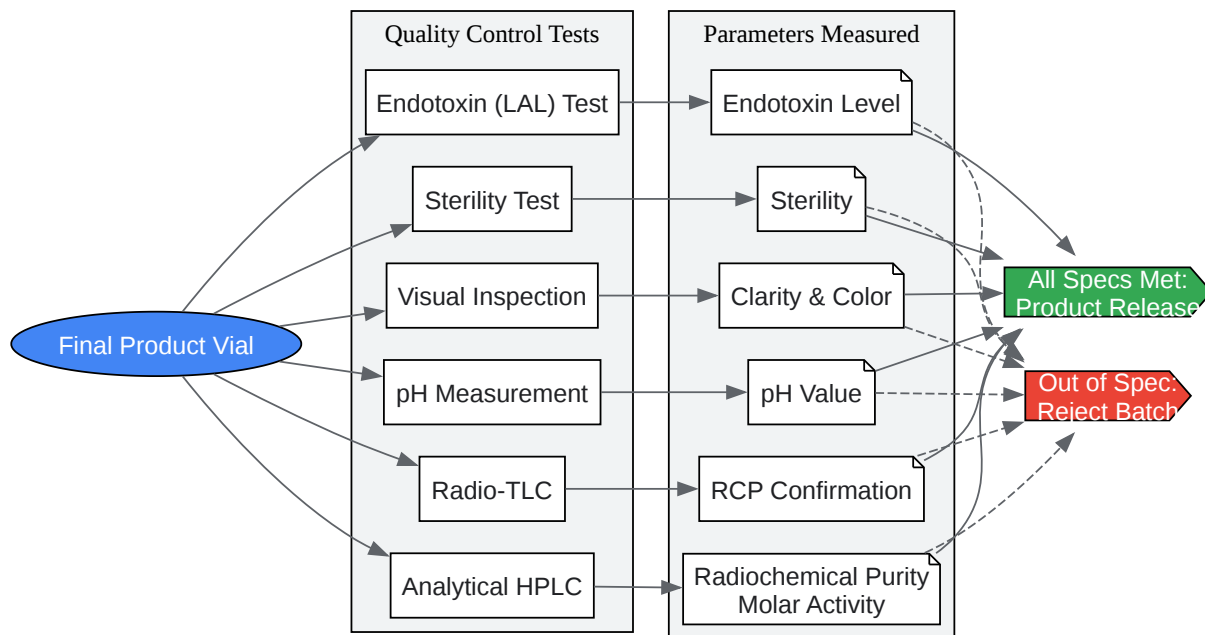 Quality Control Tests
Parameters Measured
Endotoxin (LAL) Test
Endotoxin Level
Sterility Test
Sterility
Visual Inspection
Clarity & Color
All Specs Met:
Product Release
Final Product Vial
pH Measurement
pH Value
Out of Spec:
Reject Batch
Radio-TLC
RCP Confirmation
Analytical HPLC
Radiochemical Purity
Molar Activity